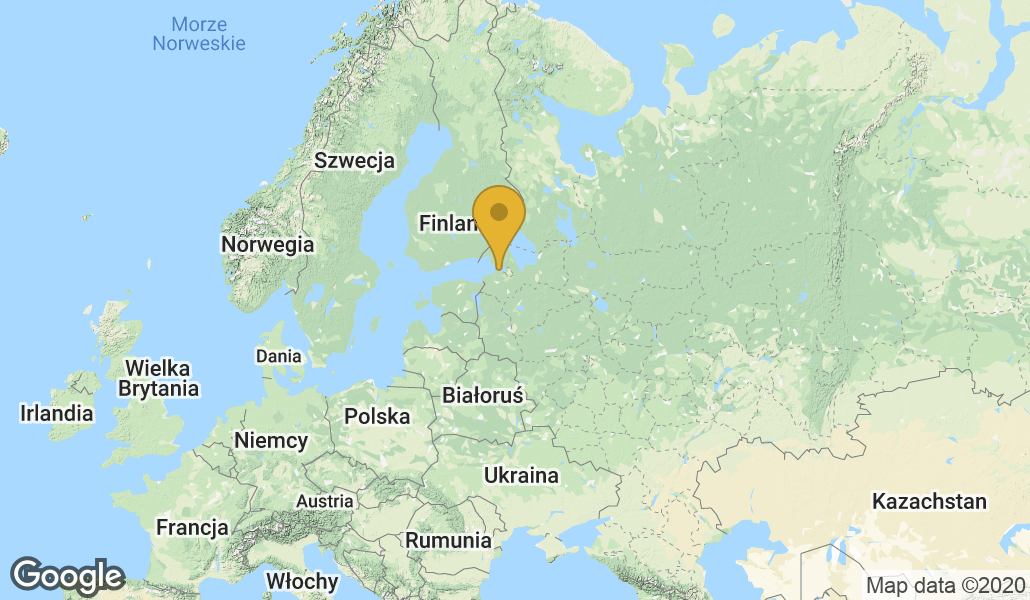 Morze
Norweskie
Szwecja
Finlan
Norwegia
Dania
Wielka
Brytania
Irlandia
Białoruś
Polska
Niemcy
Ukraina
Austria
Kazachstan
Francja
Rumunia
Włochy
Google
Map data ©2020